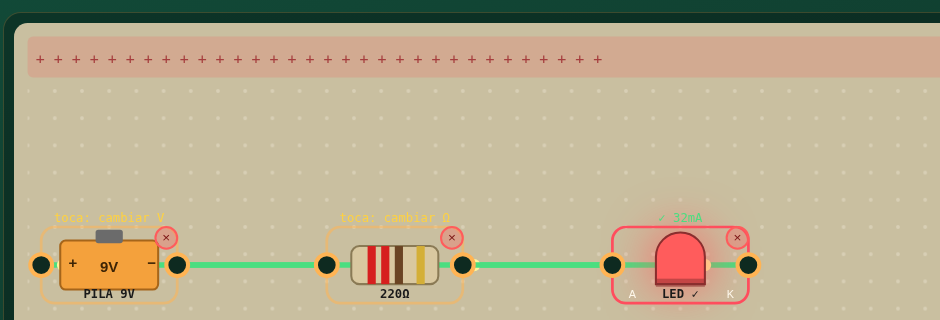 + + + + + + + + + + + + + + + + + + + + + + + + + + + + + + + +
toca: cambiar V
toca: cambiar Ω
✓ 32mA
×
×
×
+ 9V −
PILA 9V
220Ω
A LED ✓ K